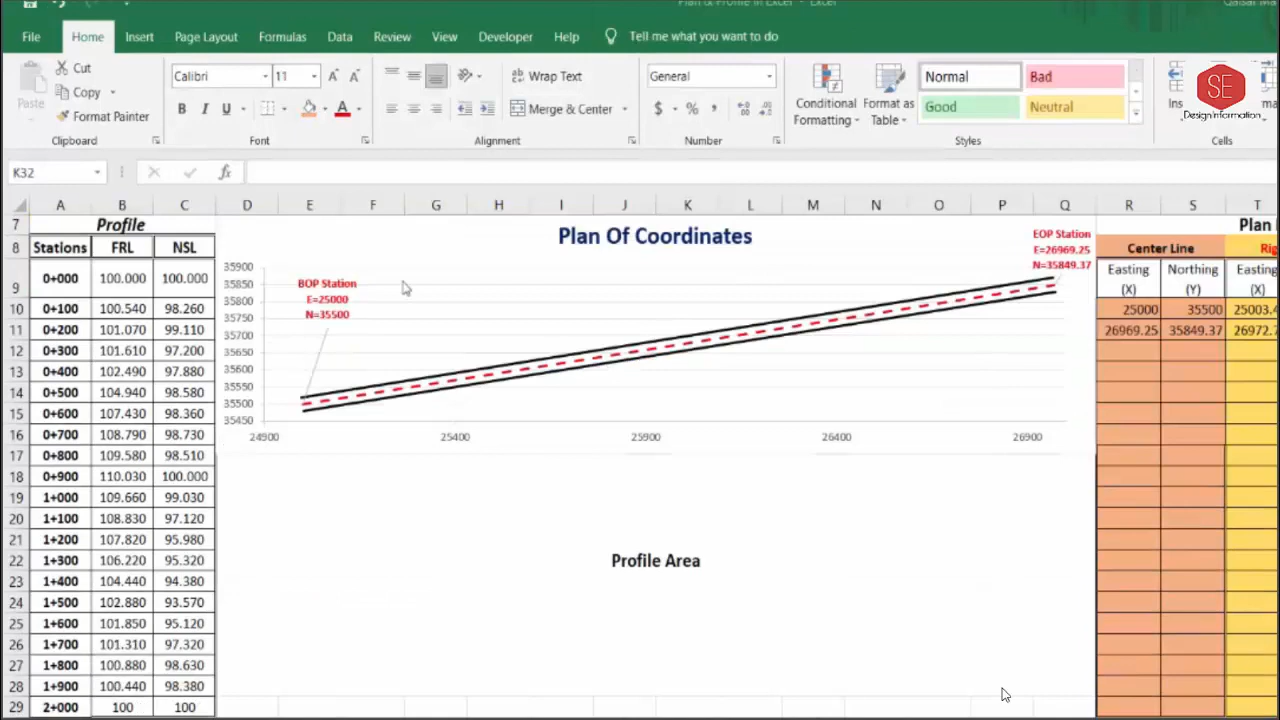 Plan & Profile in Excel - Excel
File Home Insert Page Layout Formulas Data Review View Developer Help Tell me what you want to do
Cut
Copy
Paste
Format Painter
Clipboard
Calibri 11
B I U
Font
Wrap Text
Merge & Center
Alignment
General
$ % ,
Number
Conditional Formatting
Format as Table
Normal Bad
Good Neutral
Styles
Ins
Cells
SE
Design Information
K32 fx
A B C D E F G H I J K L M N O P Q R S T
7 Profile
8 Stations FRL NSL
9 0+000 100.000 100.000
10 0+100 100.540 98.260
11 0+200 101.070 99.110
12 0+300 101.610 97.200
13 0+400 102.490 97.880
14 0+500 104.940 98.580
15 0+600 107.430 98.360
16 0+700 108.790 98.730
17 0+800 109.580 98.510
18 0+900 110.030 100.000
19 1+000 109.660 99.030
20 1+100 108.830 97.120
21 1+200 107.820 95.980
22 1+300 106.220 95.320
23 1+400 104.440 94.380
24 1+500 102.880 93.570
25 1+600 101.850 95.120
26 1+700 101.310 97.320
27 1+800 100.880 98.630
28 1+900 100.440 98.380
29 2+000 100 100
Plan Of Coordinates
BOP Station
E=25000
N=35500
EOP Station
E=26969.25
N=35849.37
35900
35850
35800
35750
35700
35650
35600
35550
35500
35450
24900 25400 25900 26400 26900
Profile Area
Plan
Center Line
Easting Northing Easting
(X) (Y) (X)
25000 35500 25003.4
26969.25 35849.37 26972.